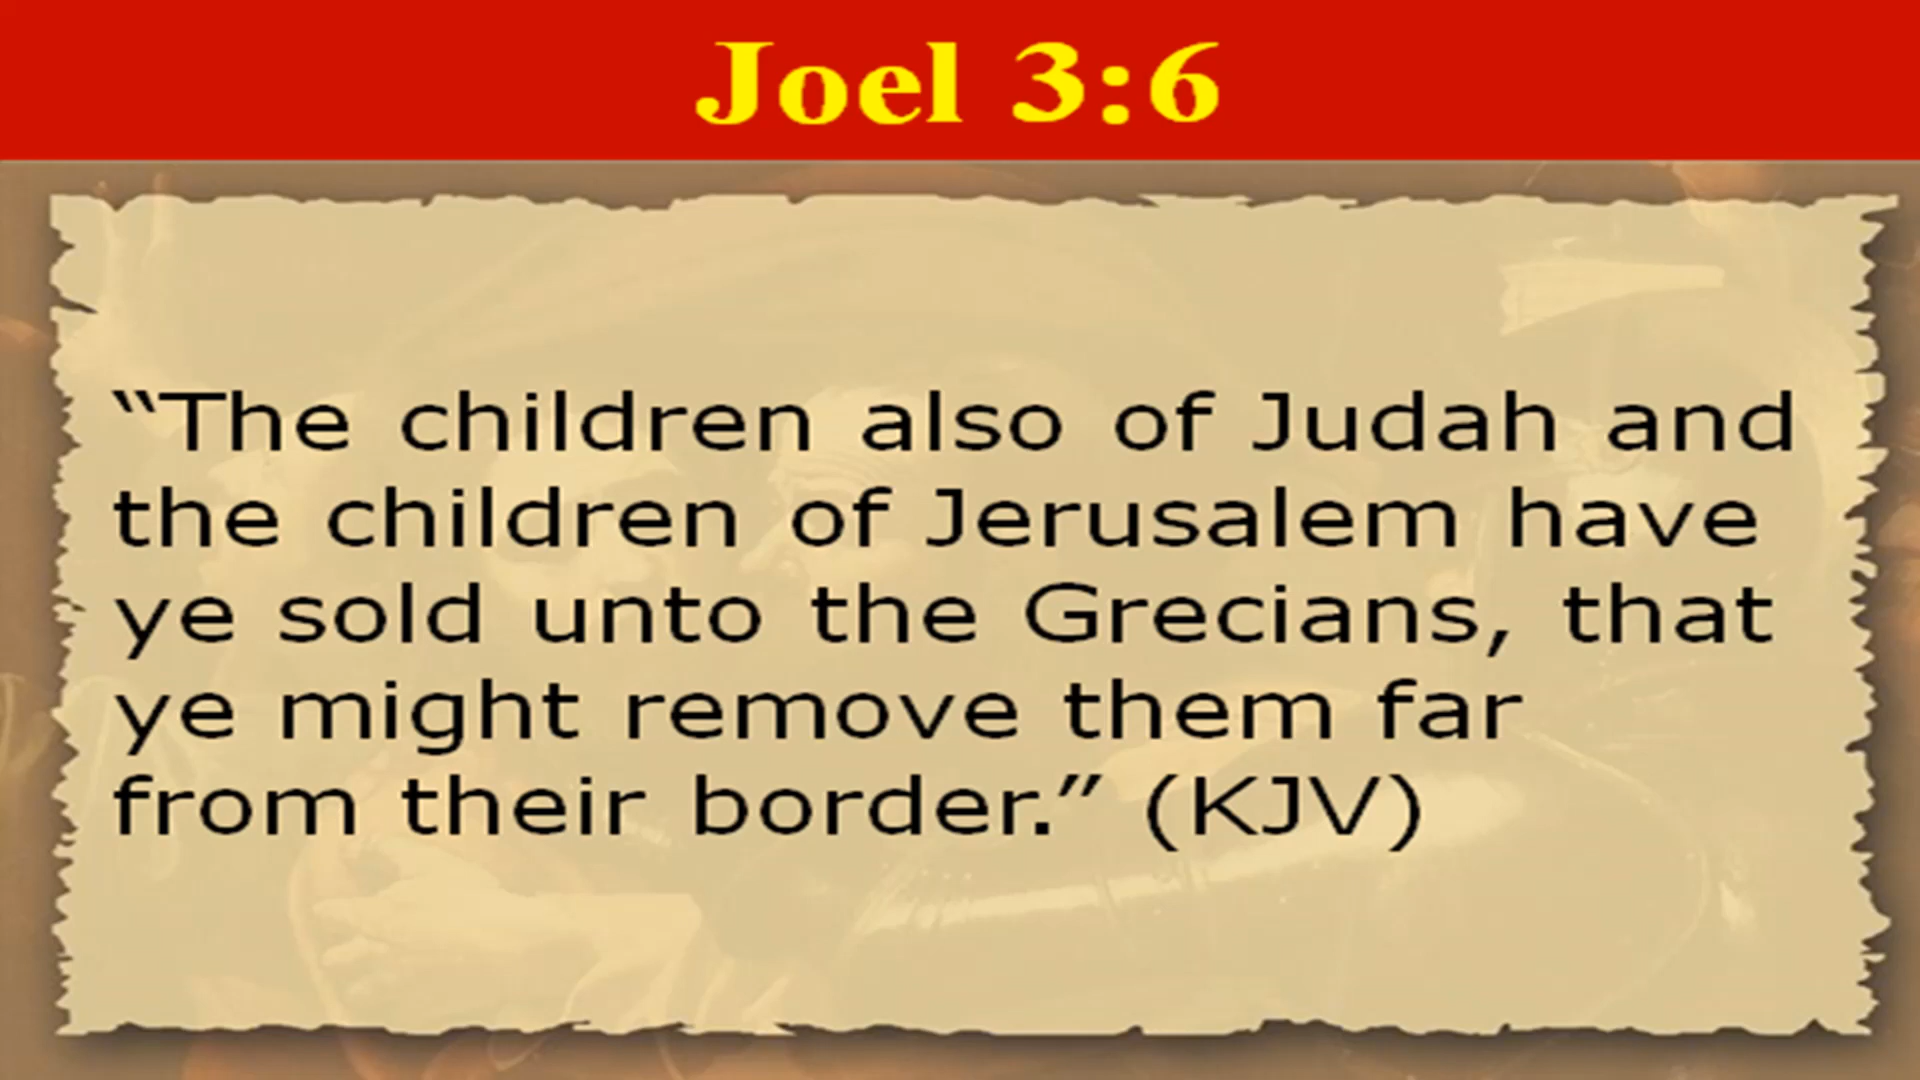 Joel 3:6
“The children also of Judah and
the children of Jerusalem have
ye sold unto the Grecians, that
ye might remove them far
from their border.” (KJV)